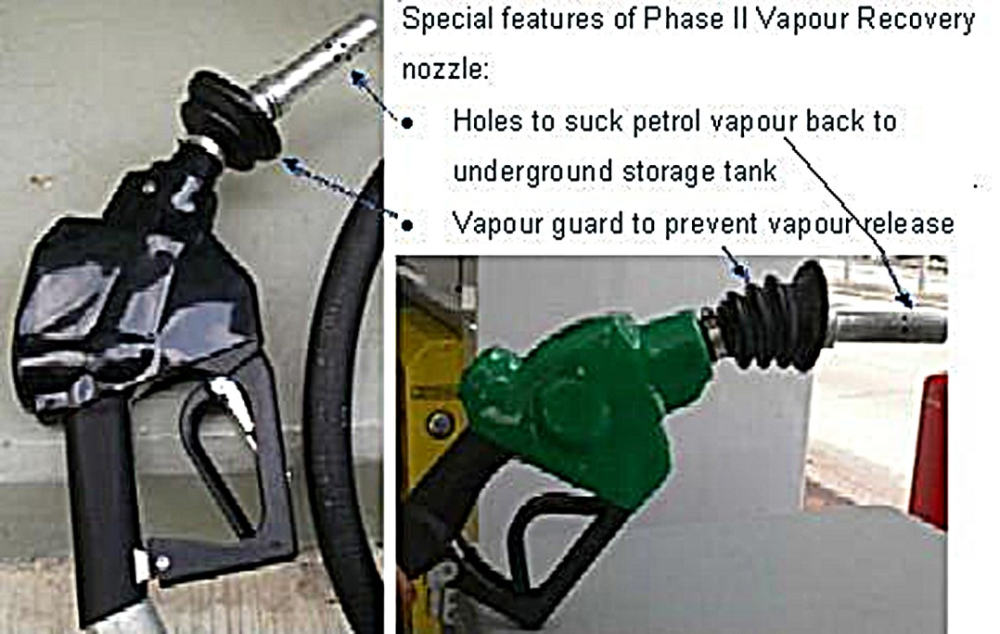 Special features of Phase II Vapour Recovery
nozzle:
• Holes to suck petrol vapour back to
underground storage tank
• Vapour guard to prevent vapour release